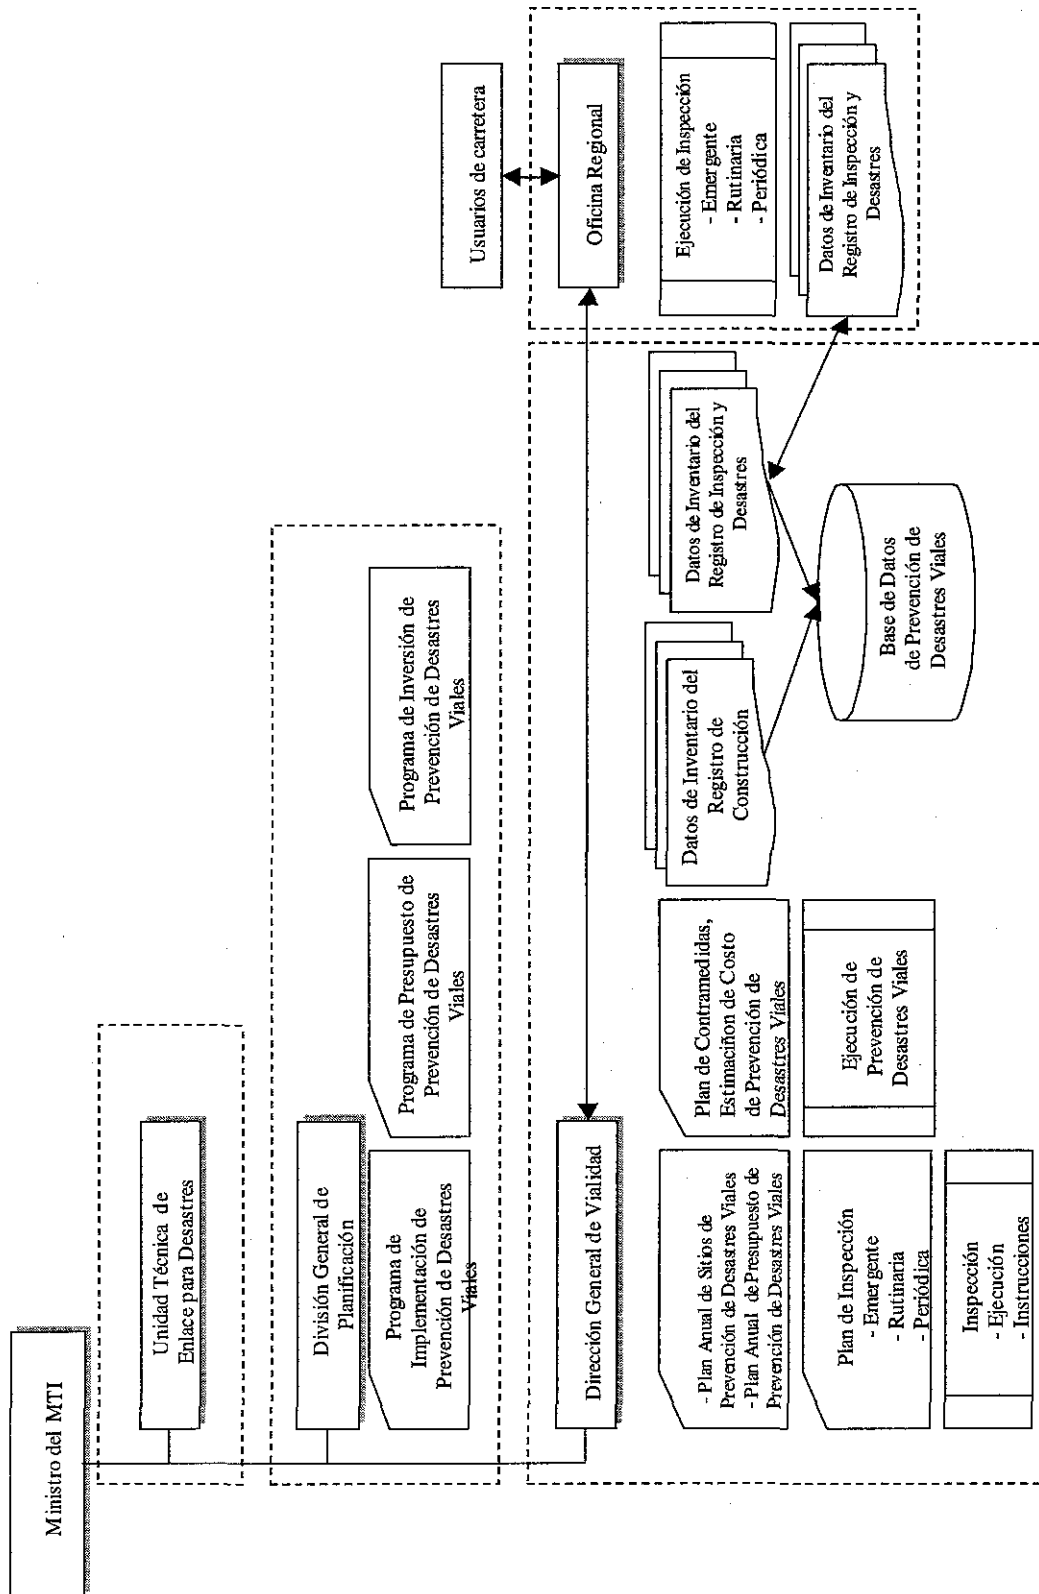 Ministro del MTI
Unidad Técnica de
Enlace para Desastres
División General de
Planificación
Programa de
Implementación de
Prevención de Desastres
Viales
Programa de Presupuesto de
Prevención de Desastres
Viales
Programa de Inversión de
Prevención de Desastres
Viales
Dirección General de Vialidad
Usuarios de carretera
Oficina Regional
- Plan Anual de Sitios de
Prevención de Desastres Viales
- Plan Anual de Presupuesto de
Prevención de Desastres Viales
Plan de Contramedidas,
Estimaciñon de Costo
de Prevención de
Desastres Viales
Datos de Inventario del
Registro de
Construcción
Datos de Inventario del
Registro de Inspección y
Desastres
Ejecución de Inspección
- Emergente
- Rutinaria
- Periódica
Plan de Inspección
- Emergente
- Rutinaria
- Periódica
Ejecución de
Prevención de
Desastres Viales
Base de Datos
de Prevención de
Desastres Viales
Datos de Inventario del
Registro de Inspección y
Desastres
Inspección
- Ejecución
- Instrucciones